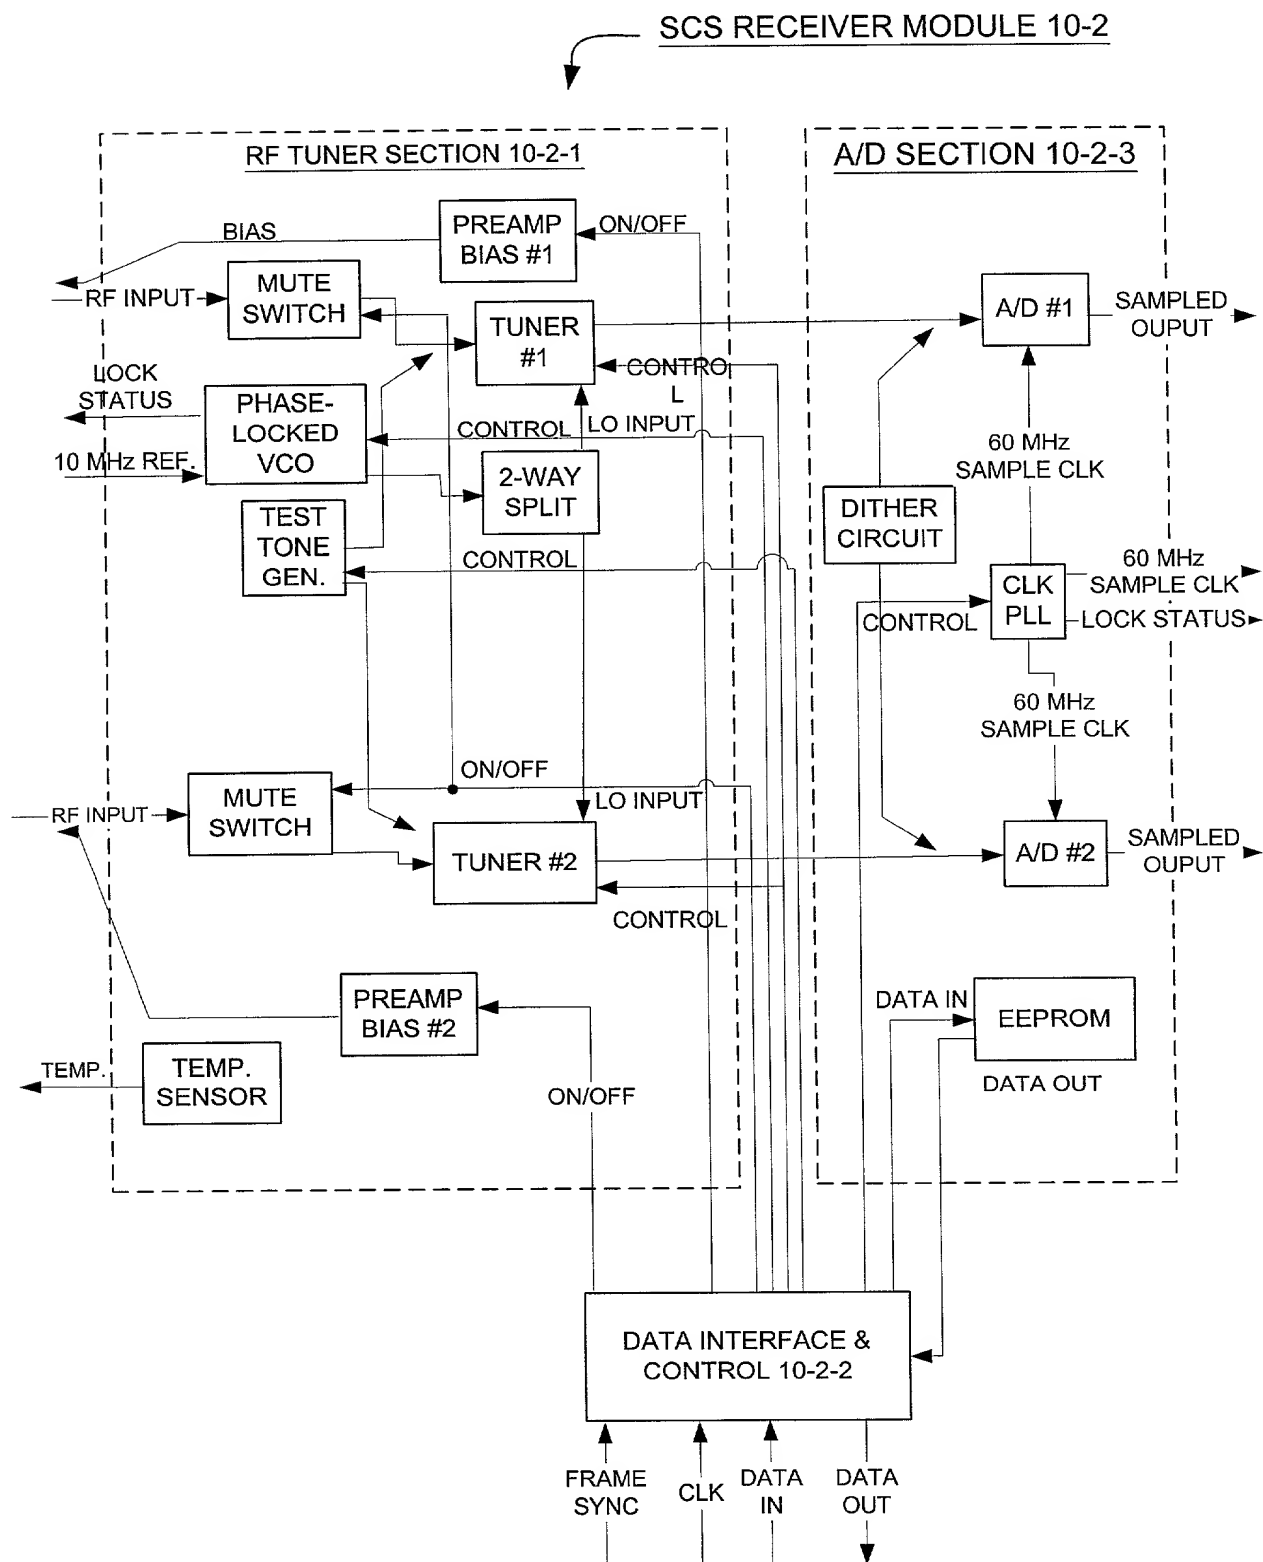 SCS RECEIVER MODULE 10-2
RF TUNER SECTION 10-2-1
A/D SECTION 10-2-3
BIAS
PREAMP
BIAS #1
ON/OFF
RF INPUT
MUTE
SWITCH
TUNER
#1
CONTRO
L
A/D #1
SAMPLED
OUPUT
LOCK
STATUS
PHASE-
LOCKED
VCO
10 MHz REF.
CONTROL
LO INPUT
2-WAY
SPLIT
60 MHz
SAMPLE CLK
TEST
TONE
GEN.
CONTROL
DITHER
CIRCUIT
CLK
PLL
CONTROL
60 MHz
SAMPLE CLK
LOCK STATUS
60 MHz
SAMPLE CLK
ON/OFF
LO INPUT
RF INPUT
MUTE
SWITCH
TUNER #2
CONTROL
A/D #2
SAMPLED
OUPUT
PREAMP
BIAS #2
ON/OFF
TEMP.
TEMP.
SENSOR
DATA IN
EEPROM
DATA OUT
DATA INTERFACE &
CONTROL 10-2-2
FRAME
SYNC
CLK
DATA
IN
DATA
OUT